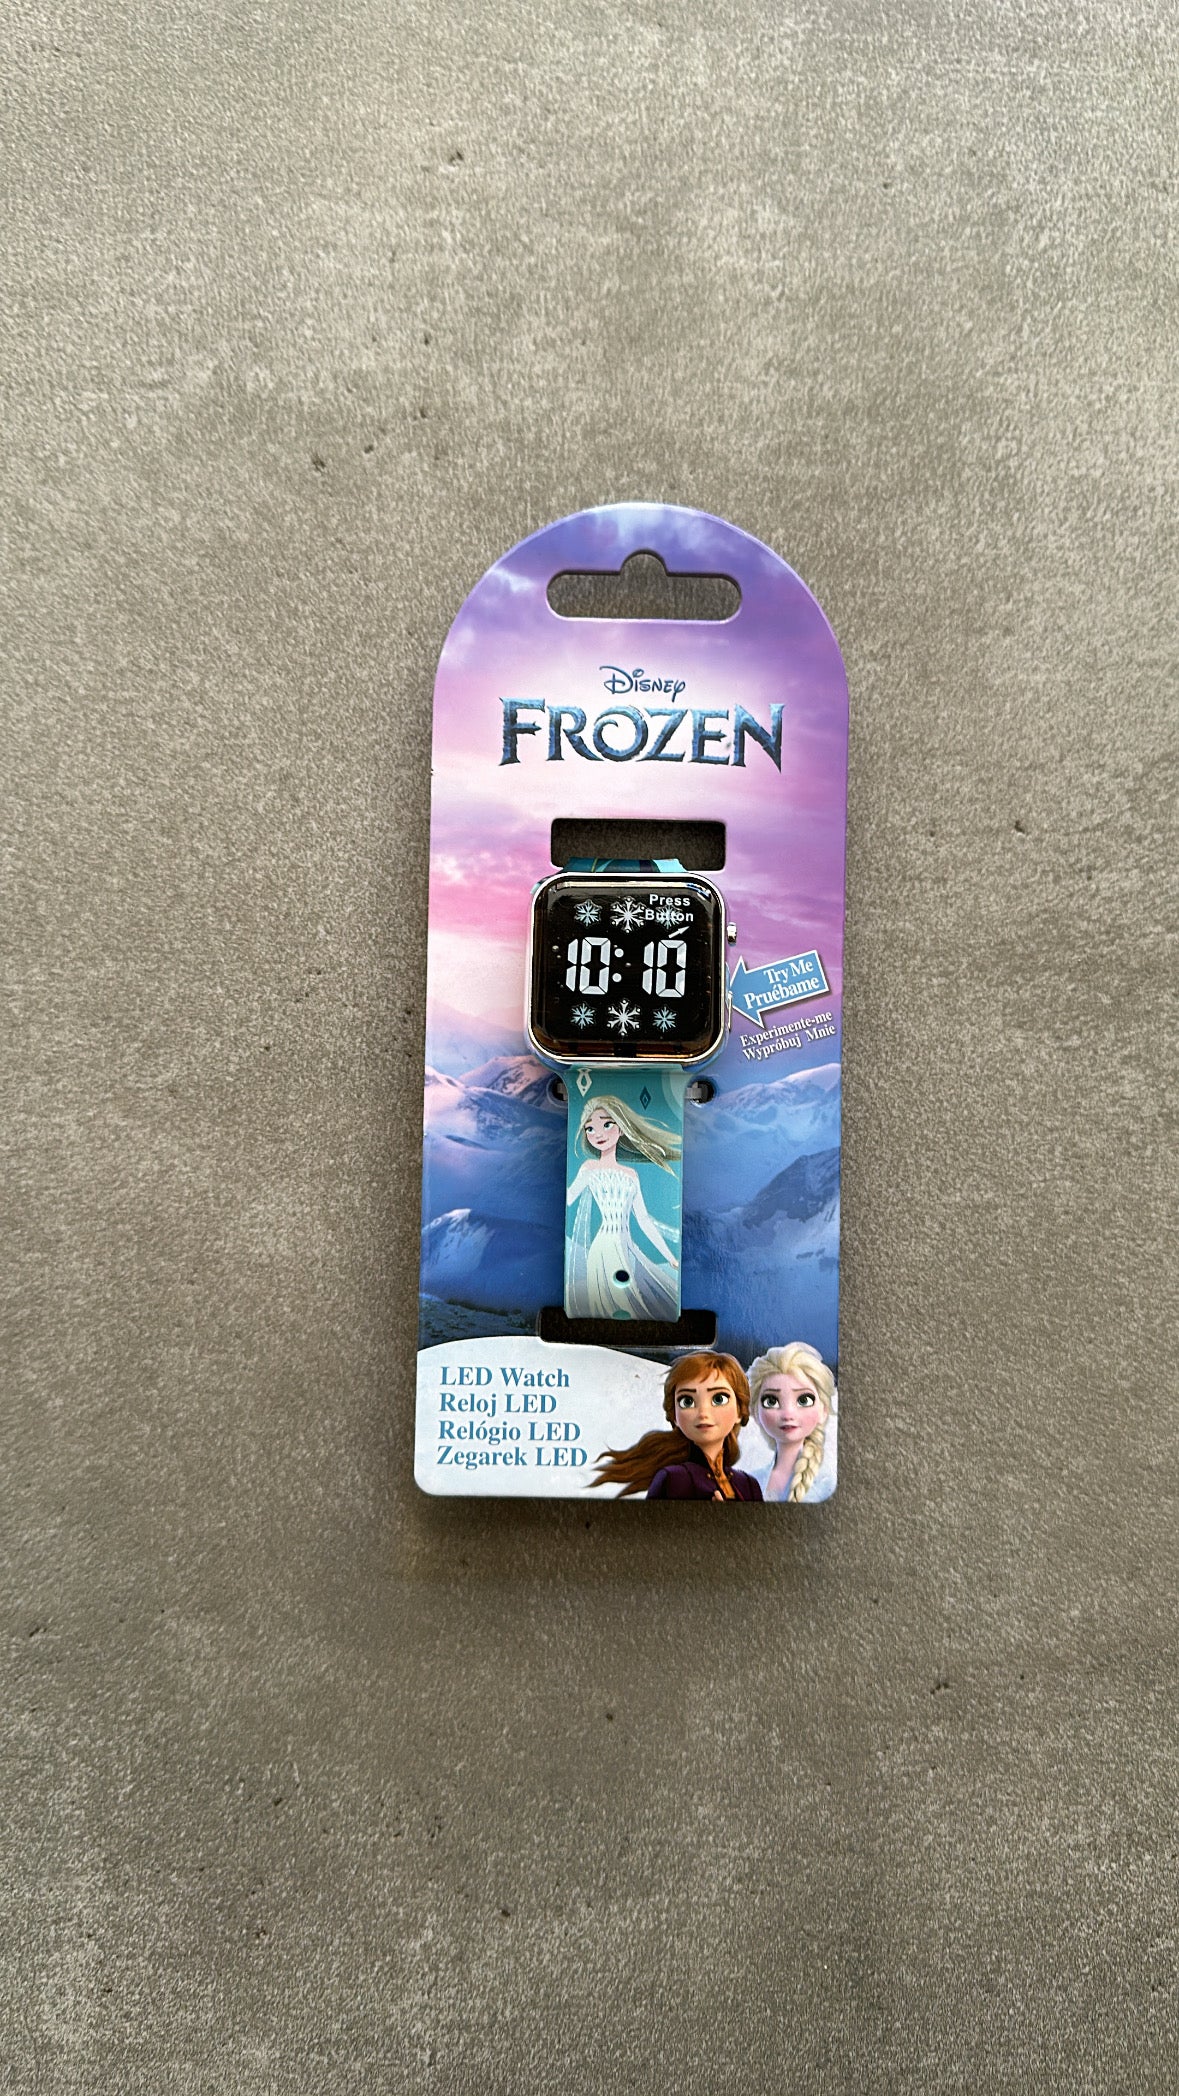 Disney
FROZEN
Press
Button
10:10
Try Me
Pruébame
Experimente-me
Wypróbuj Mnie
LED Watch
Reloj LED
Relógio LED
Zegarek LED